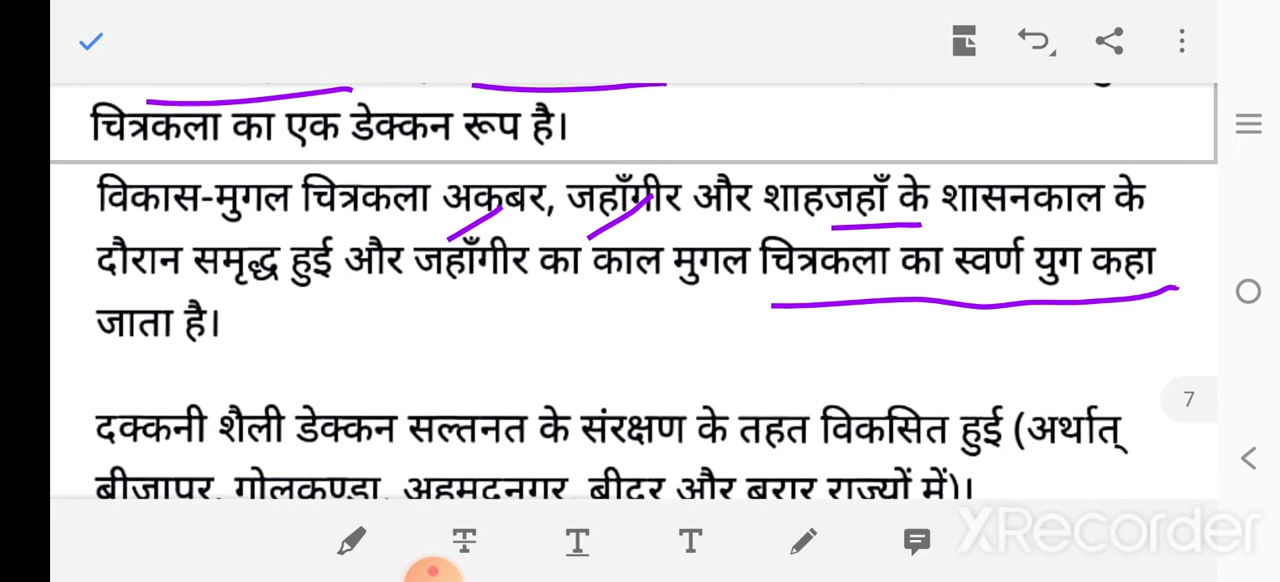 चित्रकला का एक डेक्कन रूप है।
विकास-मुगल चित्रकला अकबर, जहाँगीर और शाहजहाँ के शासनकाल के
दौरान समृद्ध हुई और जहाँगीर का काल मुगल चित्रकला का स्वर्ण युग कहा
जाता है।
7
दक्कनी शैली डेक्कन सल्तनत के संरक्षण के तहत विकसित हुई (अर्थात्
बीजापुर, गोलकुण्डा, अहमदनगर, बीदर और बरार राज्यों में)।
T T T
XRecorder